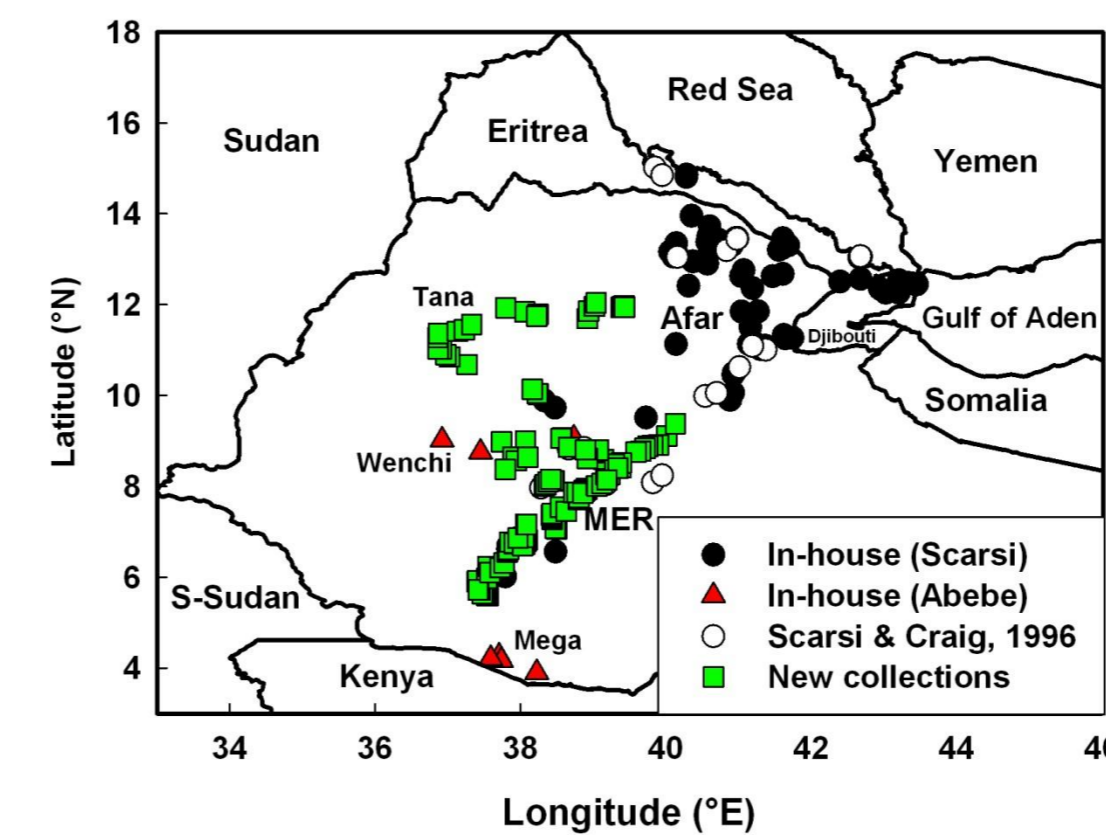 18
16
14
12
10
8
6
4
Latitude (°N)
Sudan
Eritrea
Red Sea
Yemen
Tana
Afar
Djibouti
Gulf of Aden
Somalia
Wenchi
MER
S-Sudan
Mega
Kenya
In-house (Scarsi)
In-house (Abebe)
Scarsi & Craig, 1996
New collections
34
36
38
40
42
44
Longitude (°E)